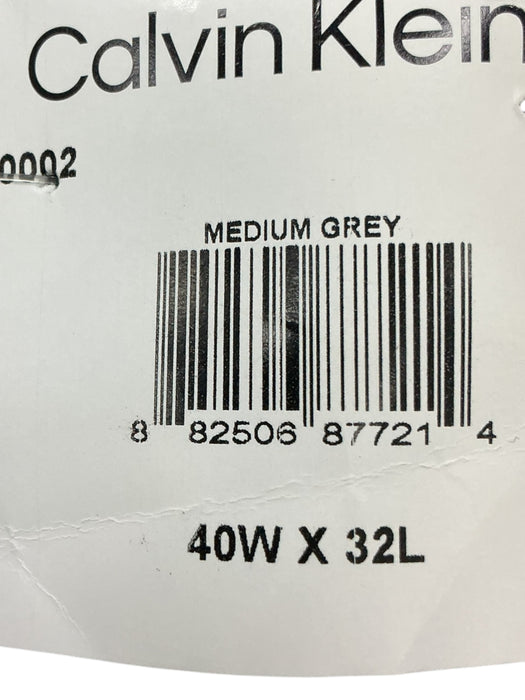 Calvin Klein
0002
MEDIUM GREY
8 82506 87721 4
40W X 32L